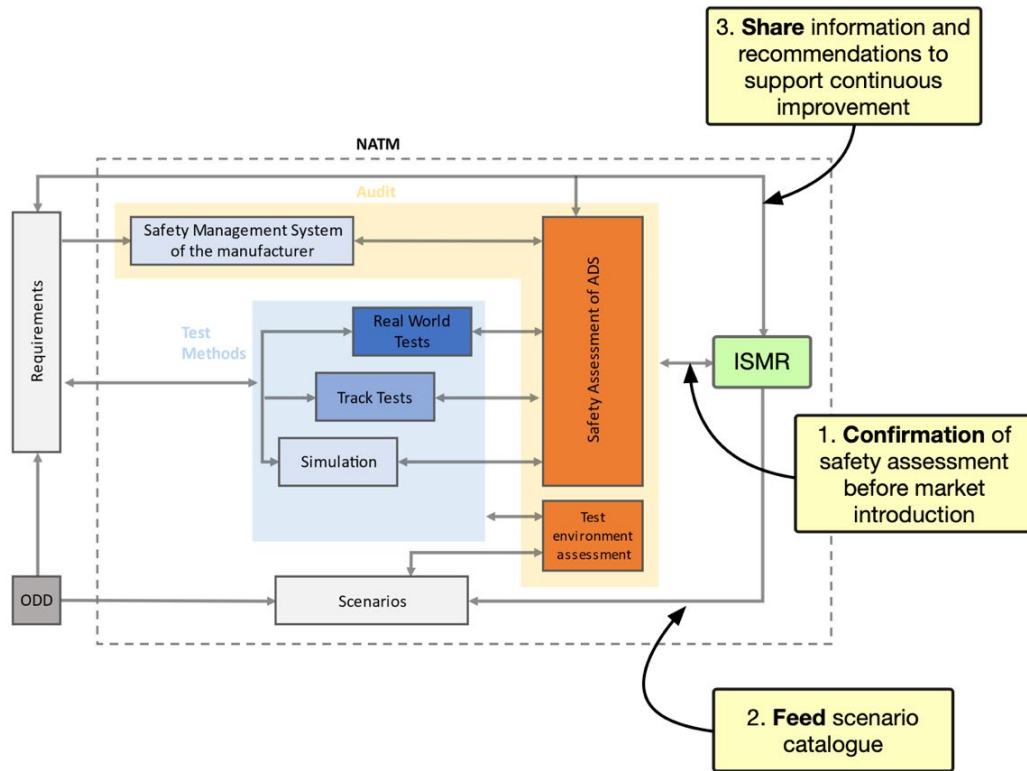 3. Share information and
recommendations to
support continuous
improvement
NATM
Audit
Safety Management System
of the manufacturer
Requirements
Safety Assessment of ADS
Real World
Tests
Test
Methods
Track Tests
Simulation
ISMR
1. Confirmation of
safety assessment
before market
introduction
Test
environment
assessment
ODD
Scenarios
2. Feed scenario
catalogue